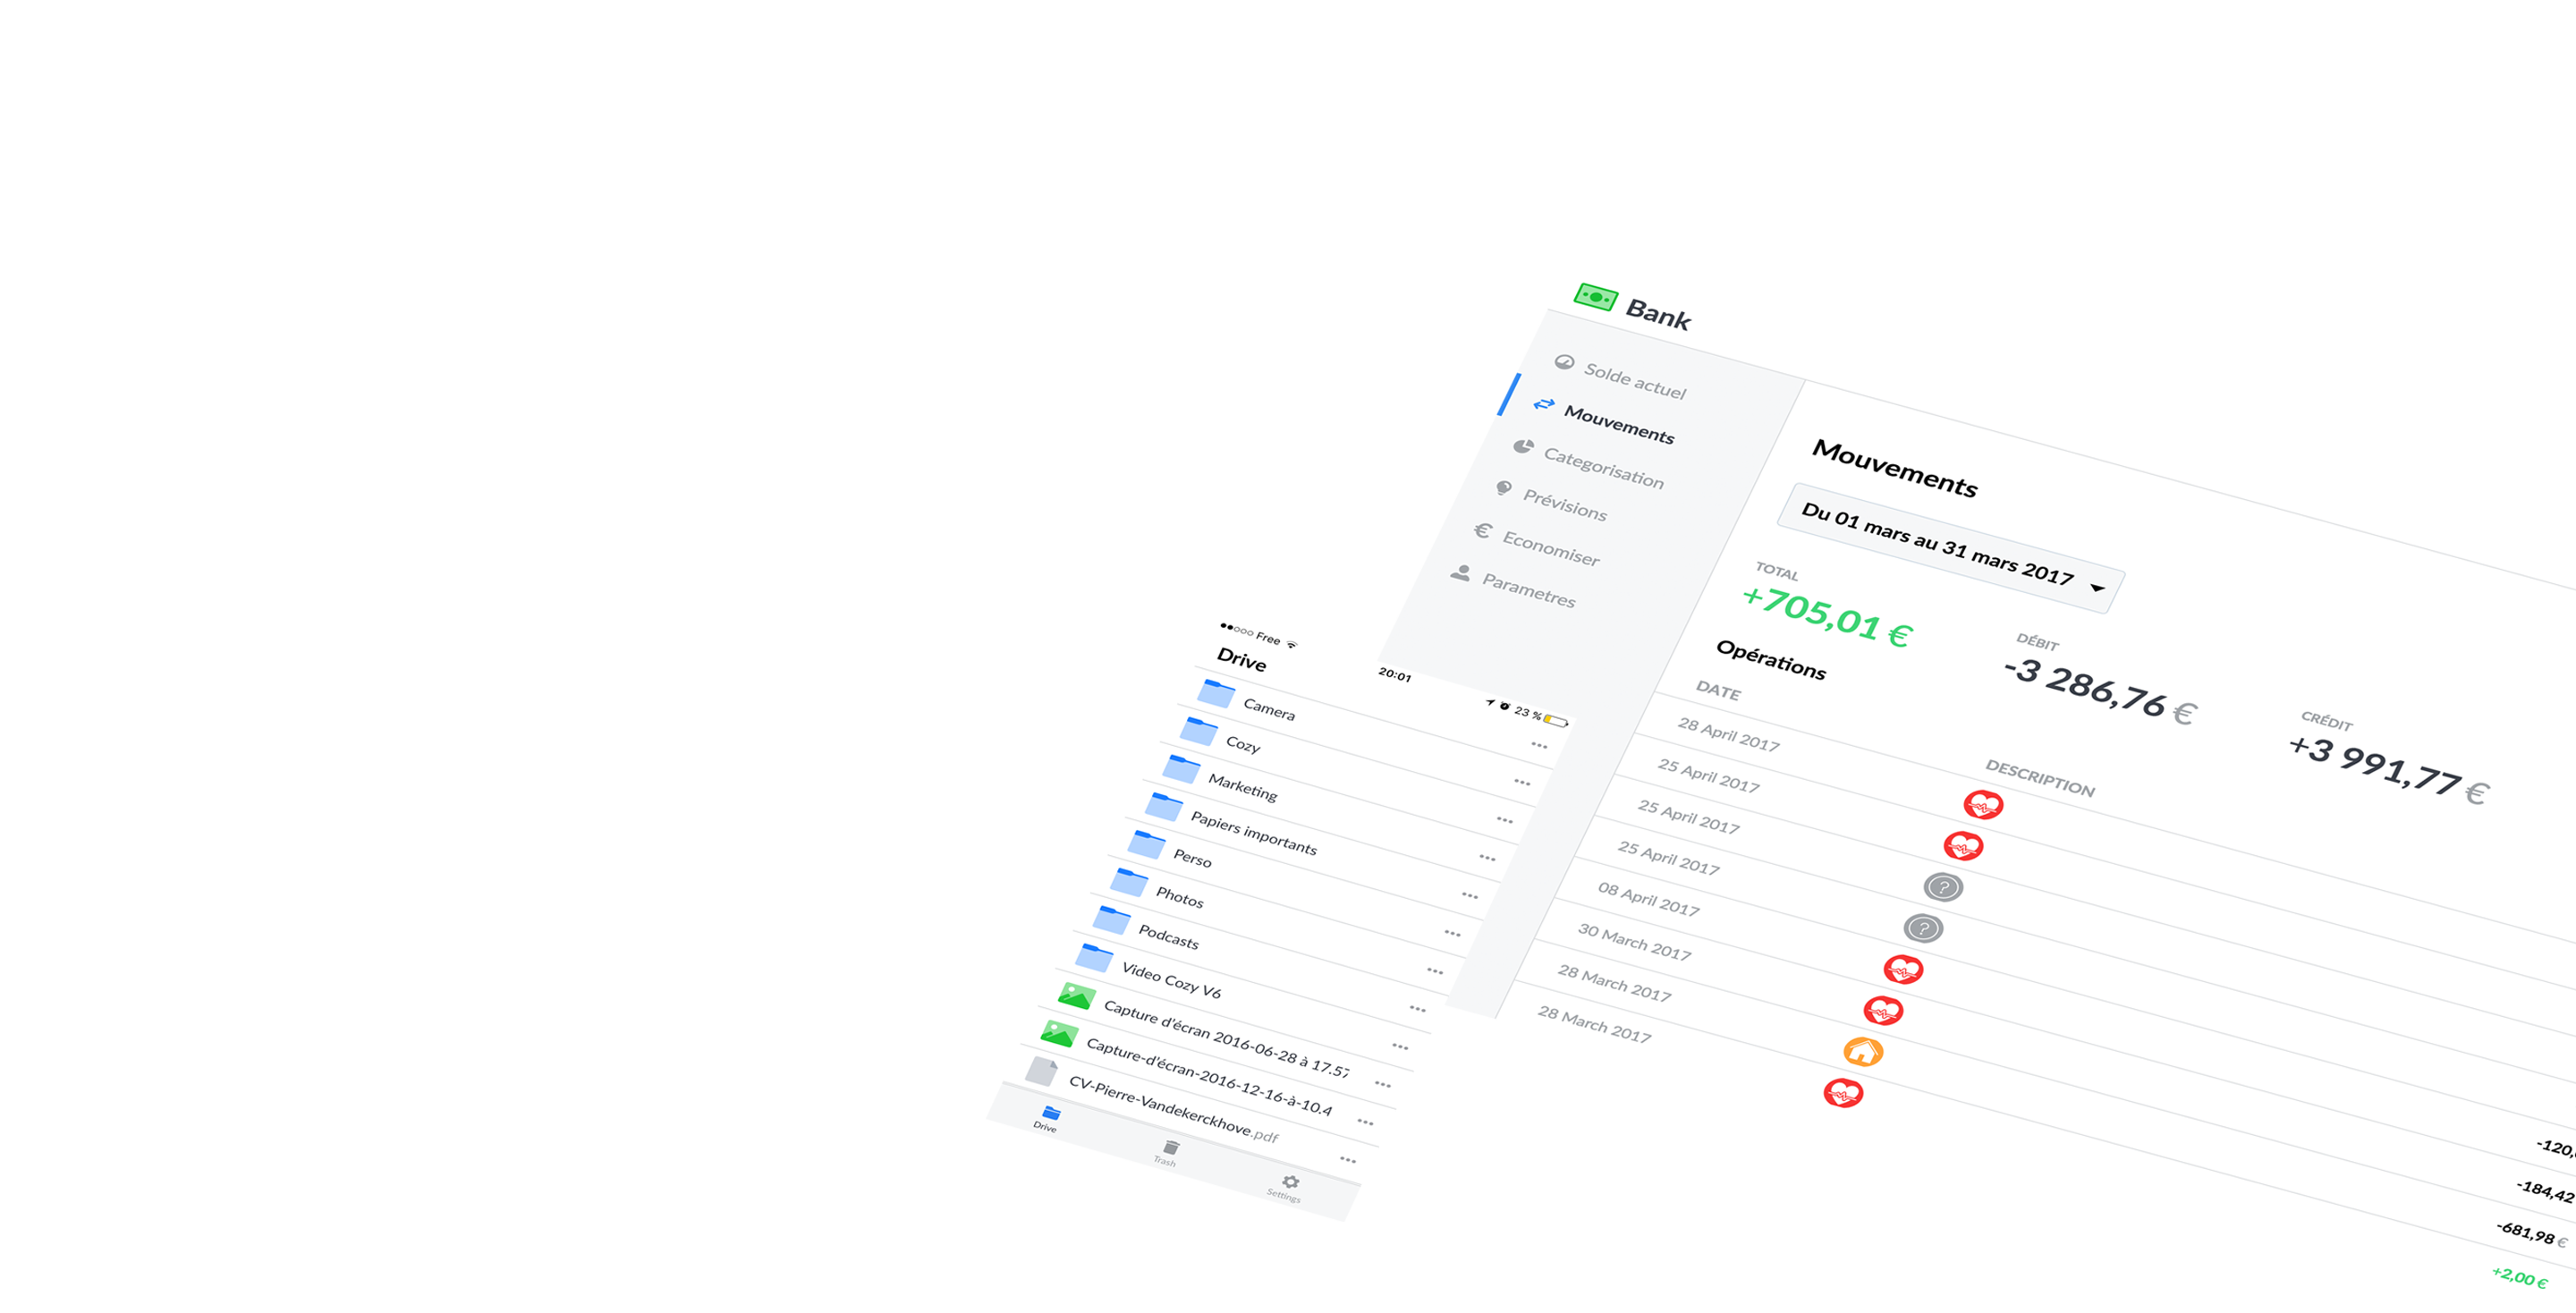 Bank
Solde actuel
Mouvements
Categorisation
Prévisions
Economiser
Parametres
Mouvements
Du 01 mars au 31 mars 2017
TOTAL
+705,01 €
DÉBIT
-3 286,76 €
CRÉDIT
+3 991,77 €
Opérations
DATE
DESCRIPTION
28 April 2017
25 April 2017
25 April 2017
25 April 2017
08 April 2017
30 March 2017
28 March 2017
28 March 2017
-120,
-184,42
-681,98 €
+2,00 €
Free
20:01
23 %
Drive
Camera
Cozy
Marketing
Papiers importants
Perso
Photos
Podcasts
Video Cozy V6
Capture d'écran 2016-06-28 à 17.57
Capture-d'écran-2016-12-16-à-10.4
CV-Pierre-Vandekerckhove.pdf
Drive
Trash
Settings